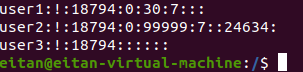 user1:!:18794:0:30:7:::
user2:!:18794:0:99999:7::24634:
user3:!:18794::::::
eitan@eitan-virtual-machine:/$